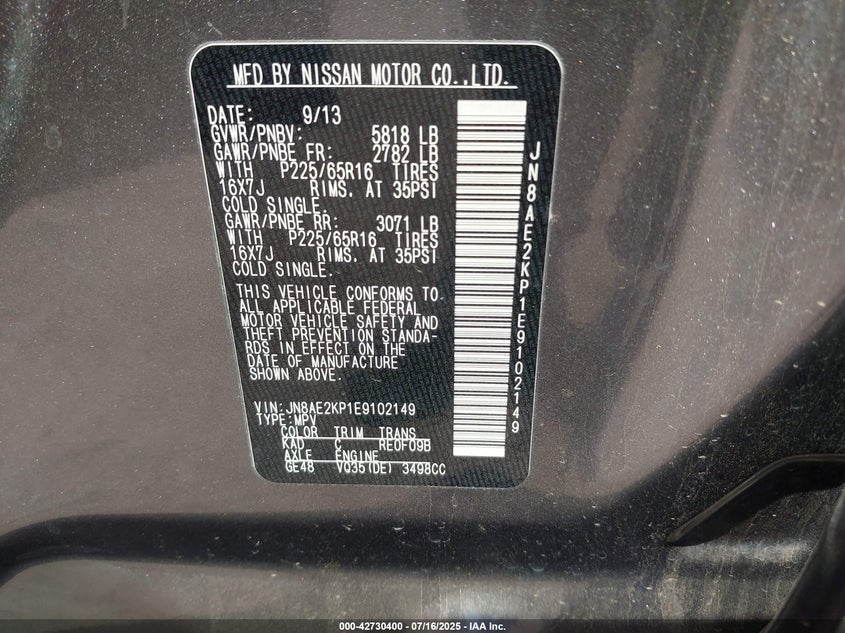 MFD BY NISSAN MOTOR CO.,LTD.
DATE: 9/13
GVWR/PNBV: 5818 LB
GAWR/PNBE FR: 2782 LB
WITH P225/65R16 TIRES
16X7J RIMS. AT 35PSI
COLD SINGLE.
GAWR/PNBE RR: 3071 LB
WITH P225/65R16 TIRES
16X7J RIMS. AT 35PSI
COLD SINGLE.
THIS VEHICLE CONFORMS TO
ALL APPLICABLE FEDERAL
MOTOR VEHICLE SAFETY AND
THEFT PREVENTION STANDA-
RDS IN EFFECT ON THE
DATE OF MANUFACTURE
SHOWN ABOVE.
VIN:JN8AE2KP1E9102149
TYPE:MPV
COLOR TRIM TRANS
KAD C RE0F09B
AXLE ENGINE
GE48 VQ35(DE) 3498CC
JN8AE2KP1E9102149
000-42730400 07/16/2025 - IAA Inc.